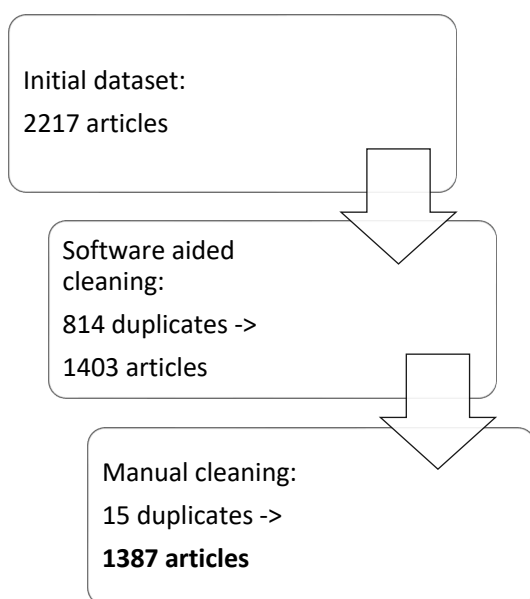 Initial dataset:
2217 articles
Software aided
cleaning:
814 duplicates ->
1403 articles
Manual cleaning:
15 duplicates ->
1387 articles